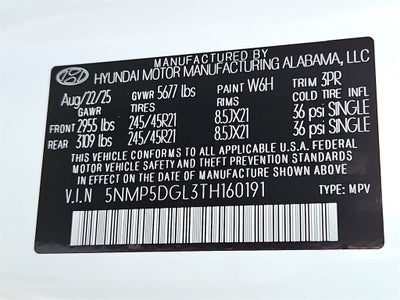 MANUFACTURED BY
HYUNDAI MOTOR MANUFACTURING ALABAMA, LLC
Aug/22/25 GVWR 5677 lbs PAINT W6H TRIM 3PR
GAWR TIRES RIMS COLD TIRE INFL
FRONT 2955 lbs 245/45R21 8.5JX21 36 psi SINGLE
REAR 3109 lbs 245/45R21 8.5JX21 36 psi SINGLE
THIS VEHICLE CONFORMS TO ALL APPLICABLE U.S.A. FEDERAL
MOTOR VEHICLE SAFETY AND THEFT PREVENTION STANDARDS
IN EFFECT ON THE DATE OF MANUFACTURE SHOWN ABOVE
V.I.N 5NMP5DGL3TH160191 TYPE: MPV